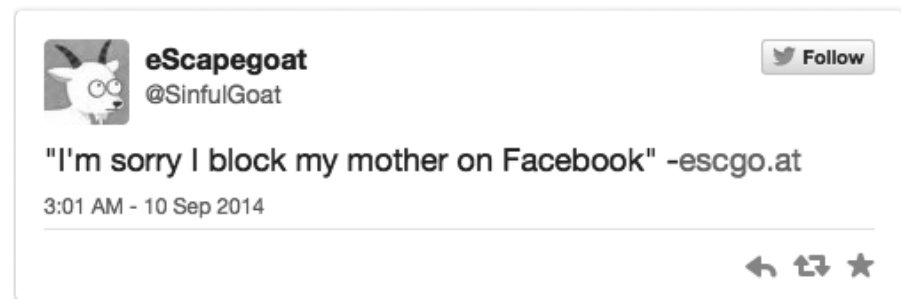 eScapegoat
@SinfulGoat
Follow
"I'm sorry I block my mother on Facebook" -escgo.at
3:01 AM - 10 Sep 2014